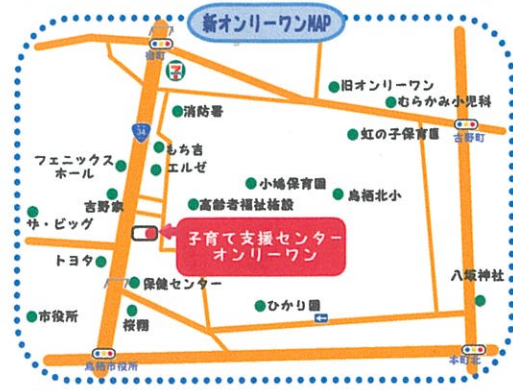 新オンリーワンMAP
宿町
7
旧オンリーワン
むらかみ小児科
消防署
古野町
虹の子保育園
34
もち吉
エルゼ
フェニックス
ホール
小鳩保育園
鳥栖北小
吉野家
高齢者福祉施設
ザ・ビッグ
子育て支援センター
オンリーワン
トヨタ
保健センター
八坂神社
ひかり園
市役所
桜翔
鳥栖市役所
本町北